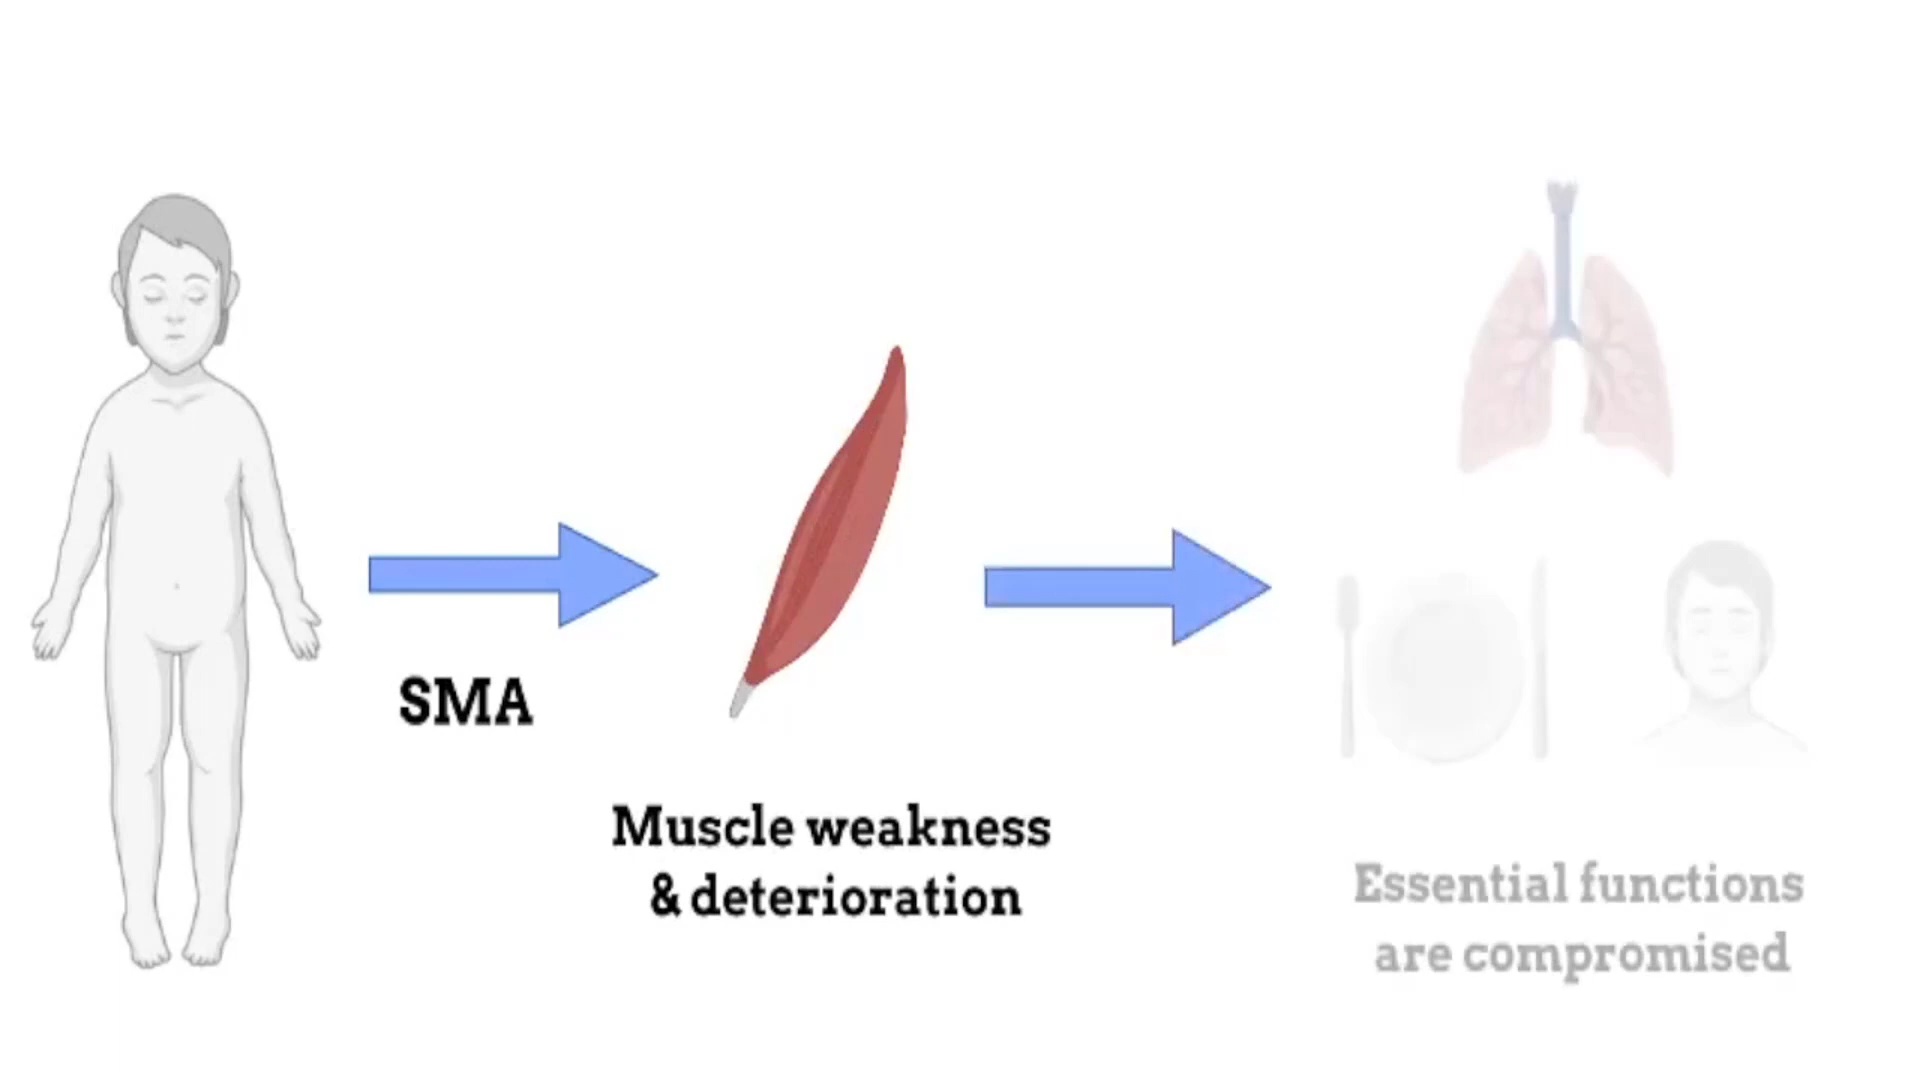 SMA
Muscle weakness
& deterioration
Essential functions
are compromised